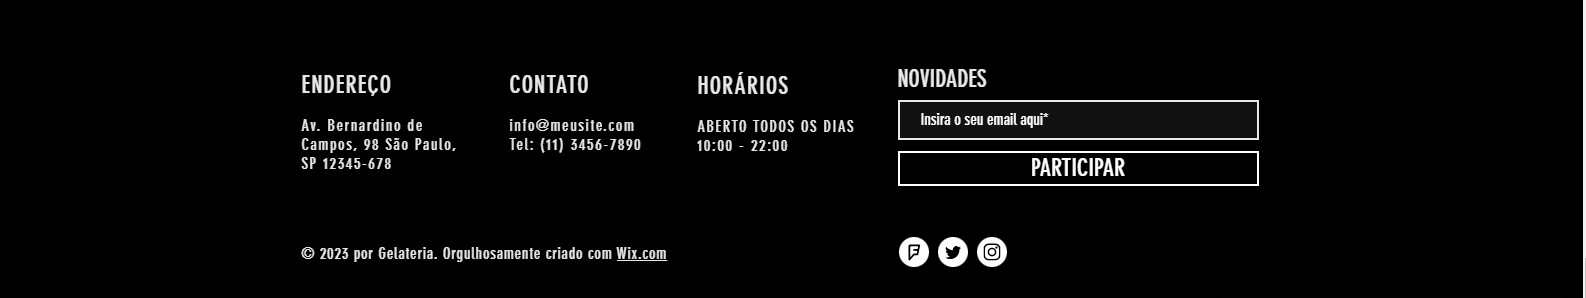 ENDEREÇO
Av. Bernardino de
Campos, 98 São Paulo,
SP 12345-678
CONTATO
info@meusite.com
Tel: (11) 3456-7890
HORÁRIOS
ABERTO TODOS OS DIAS
10:00 - 22:00
NOVIDADES
Insira o seu email aqui*
PARTICIPAR
© 2023 por Gelateria. Orgulhosamente criado com Wix.com